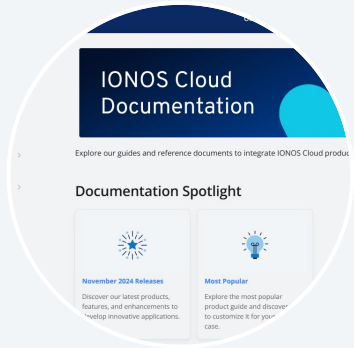 IONOS Cloud
Documentation
Explore our guides and reference documents to integrate IONOS Cloud
Documentation Spotlight
November 2024 Releases
Most Popular
Discover our latest products,
features, and enhancements to
develop innovative applications.
Explore the most popular
product guide and discover
to customize it for your
case.